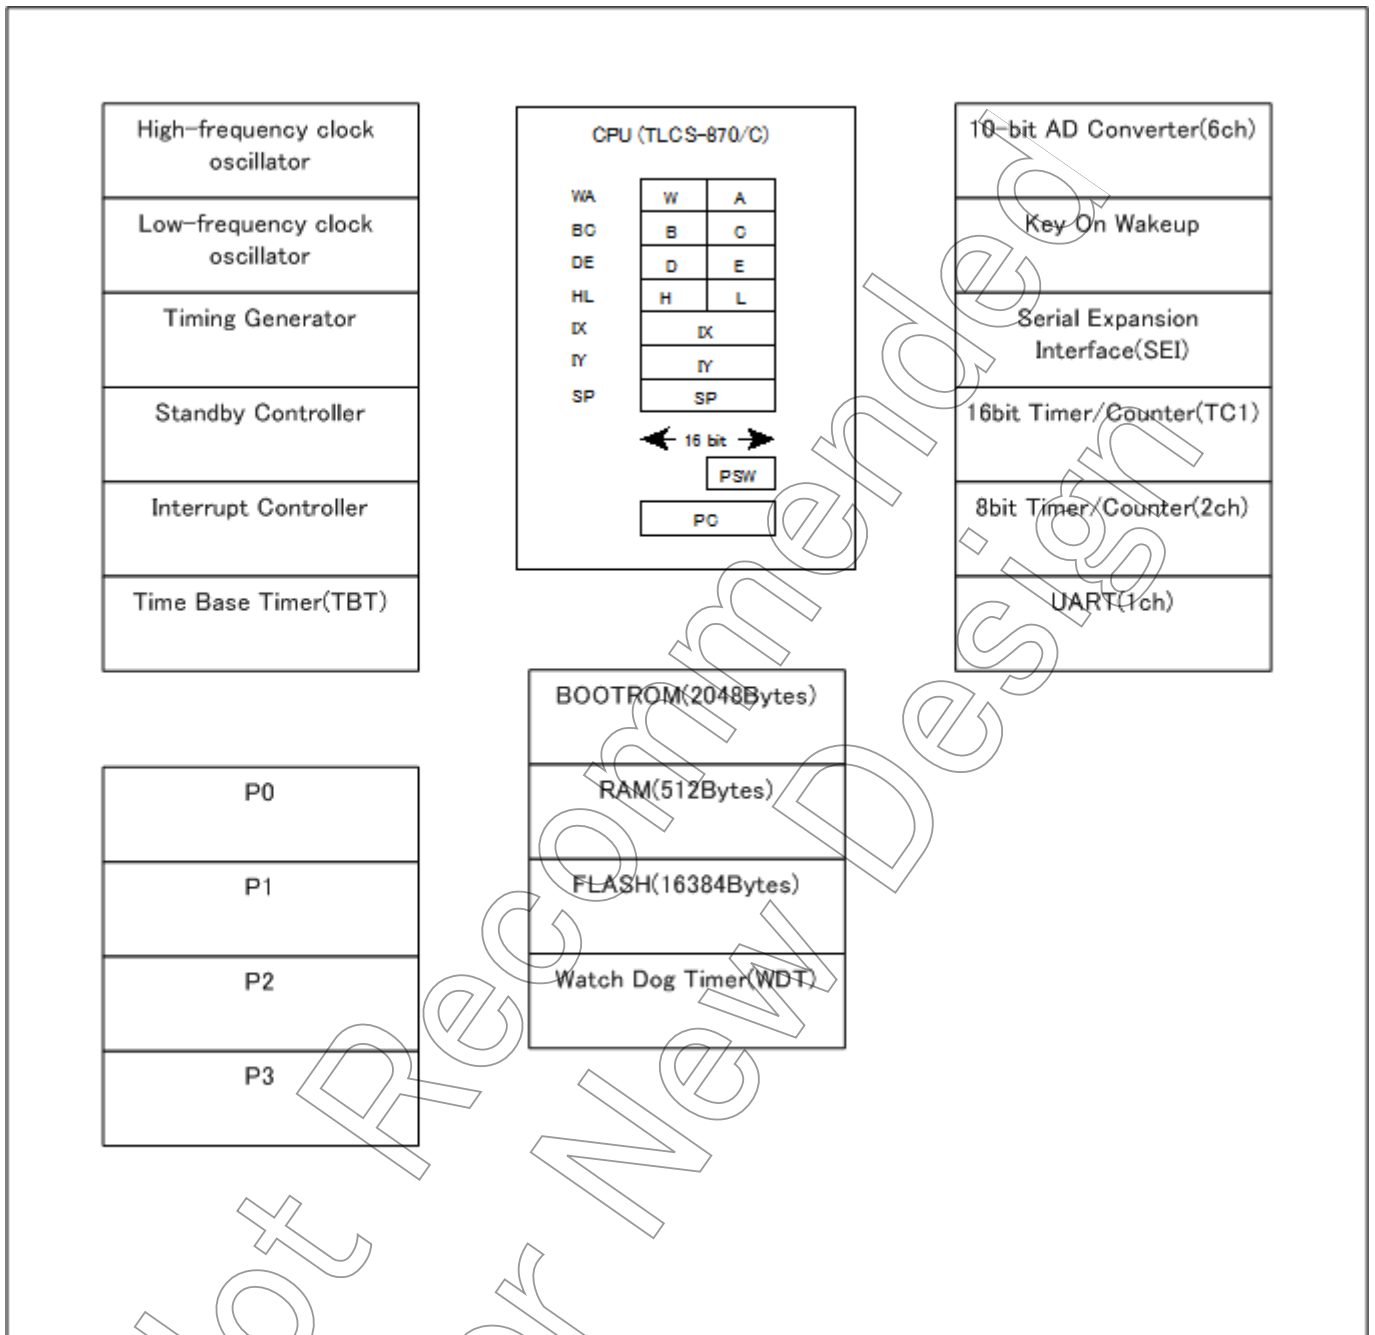 High-frequency clock
oscillator
Low-frequency clock
oscillator
Timing Generator
Standby Controller
Interrupt Controller
Time Base Timer(TBT)
P0
P1
P2
P3
CPU (TLCS-870/C)
WA W A
BC B C
DE D E
HL H L
IX IX
IY IY
SP SP
16 bit
PSW
PC
BOOTROM(2048Bytes)
RAM(512Bytes)
FLASH(16384Bytes)
Watch Dog Timer(WDT)
10-bit AD Converter(6ch)
Key On Wakeup
Serial Expansion
Interface(SEI)
16bit Timer/Counter(TC1)
8bit Timer/Counter(2ch)
UART(1ch)
Recommended
New Design